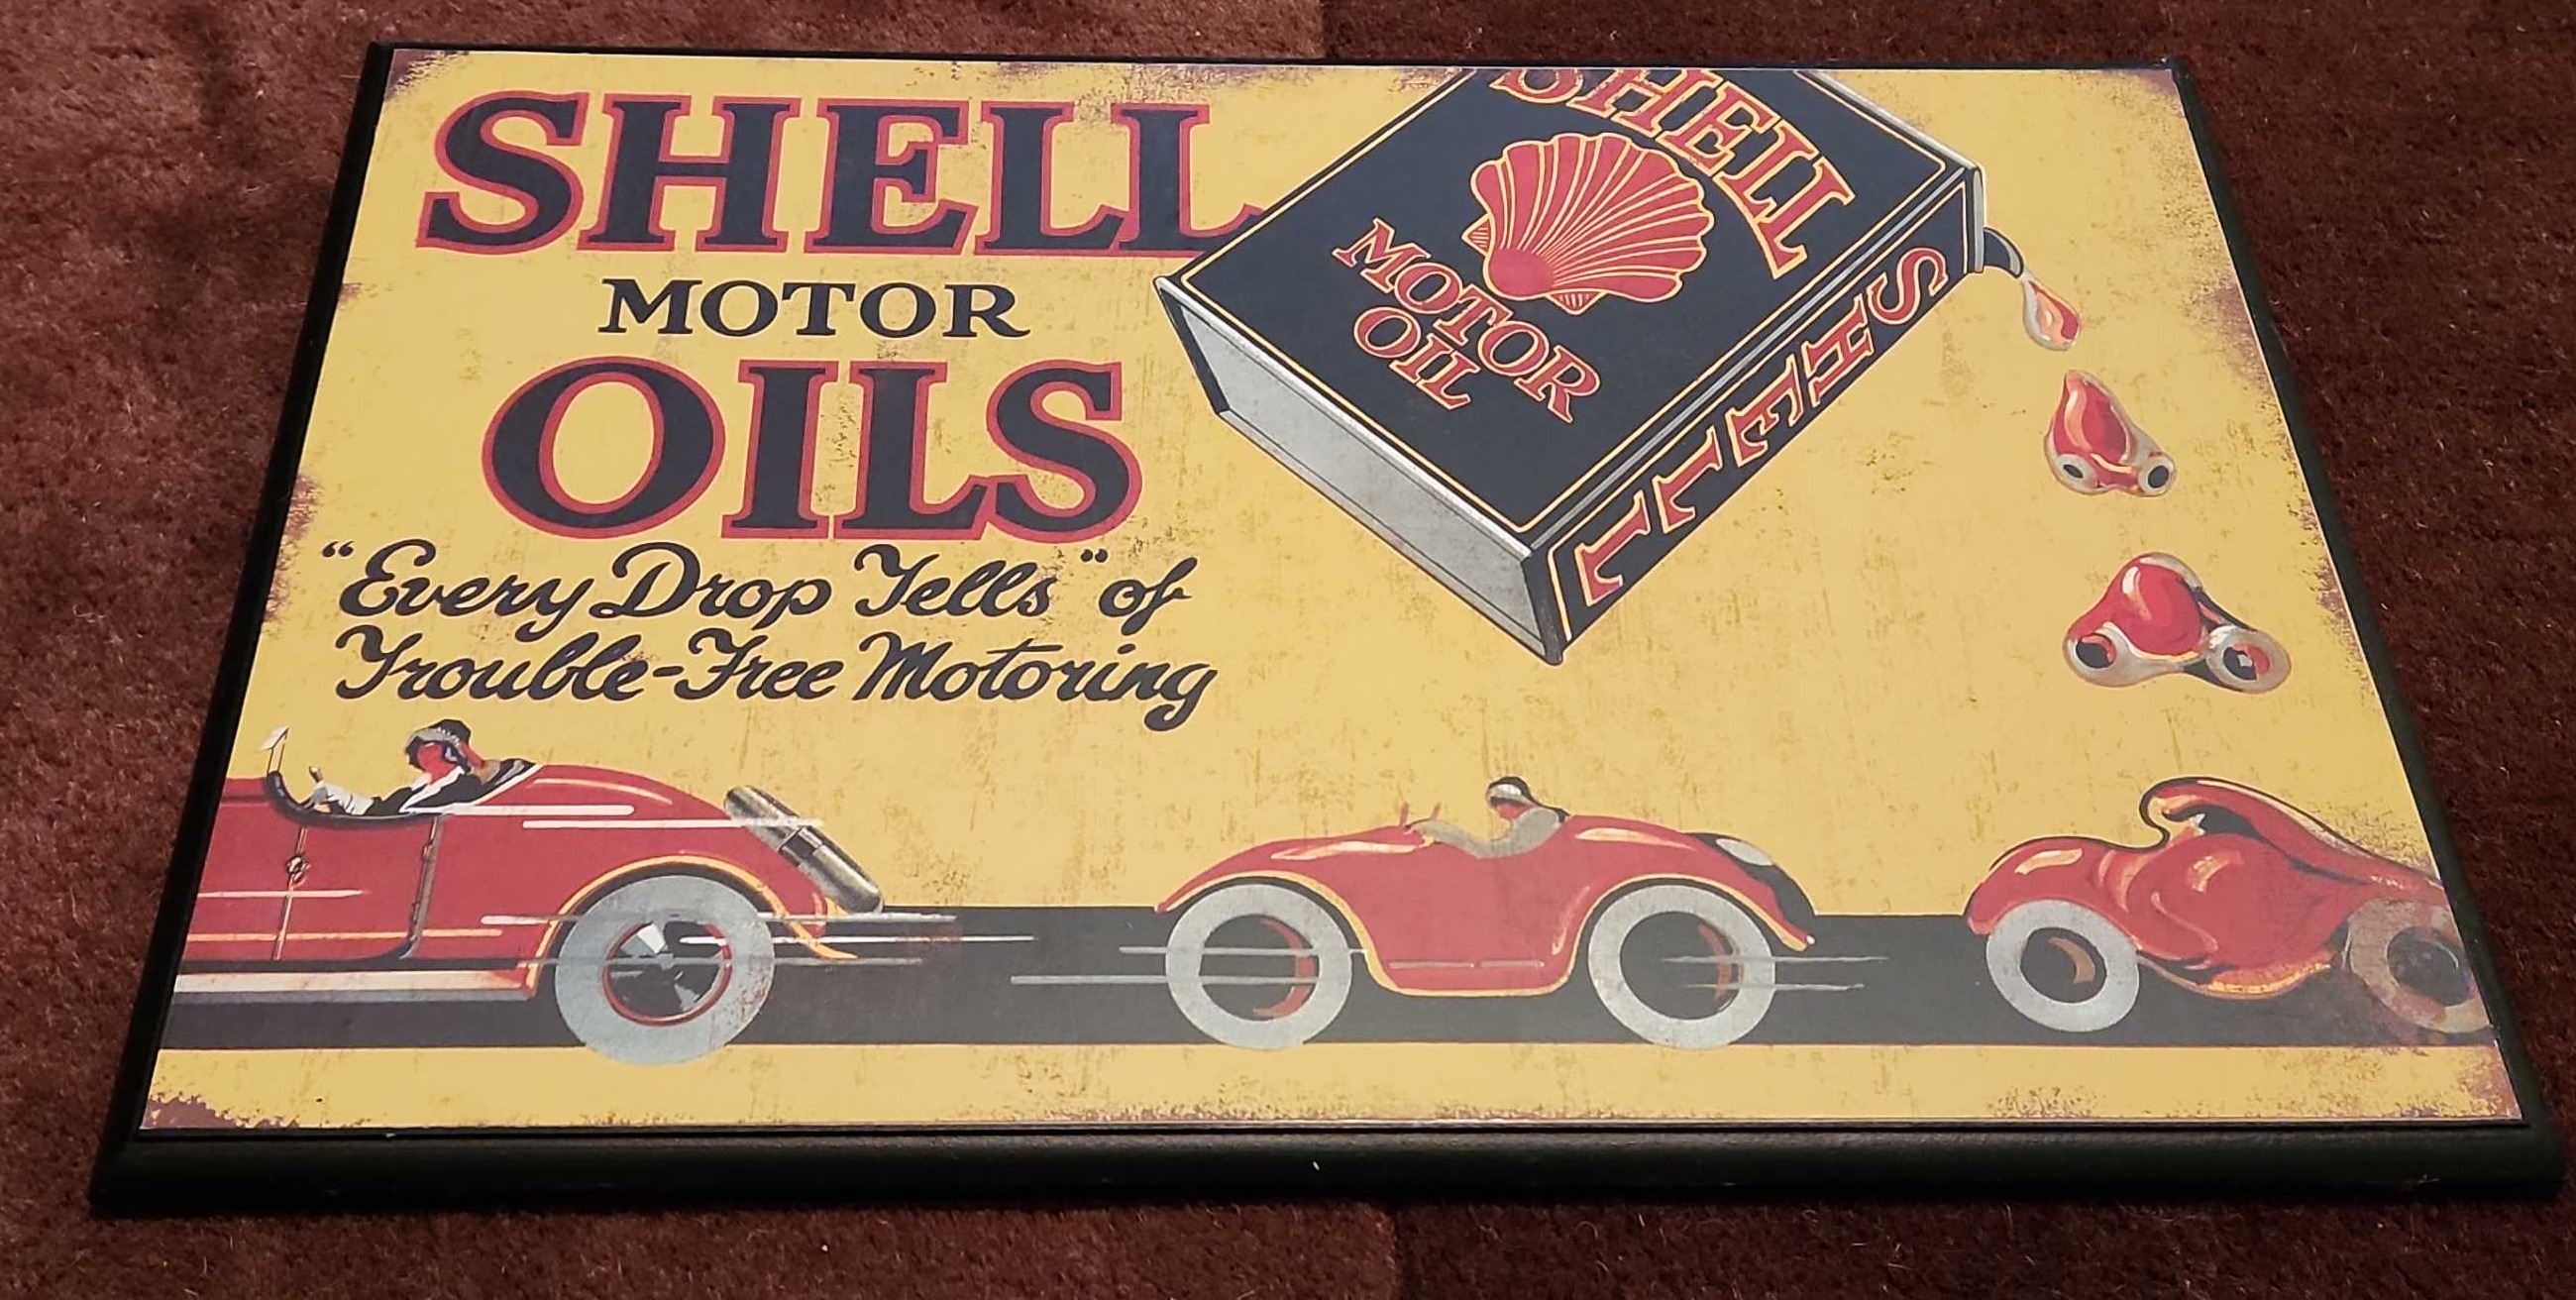 SHELL
MOTOR
OILS
"Every Drop Tells" of
Trouble-Free Motoring
SHELL
MOTOR
OIL
SHELL